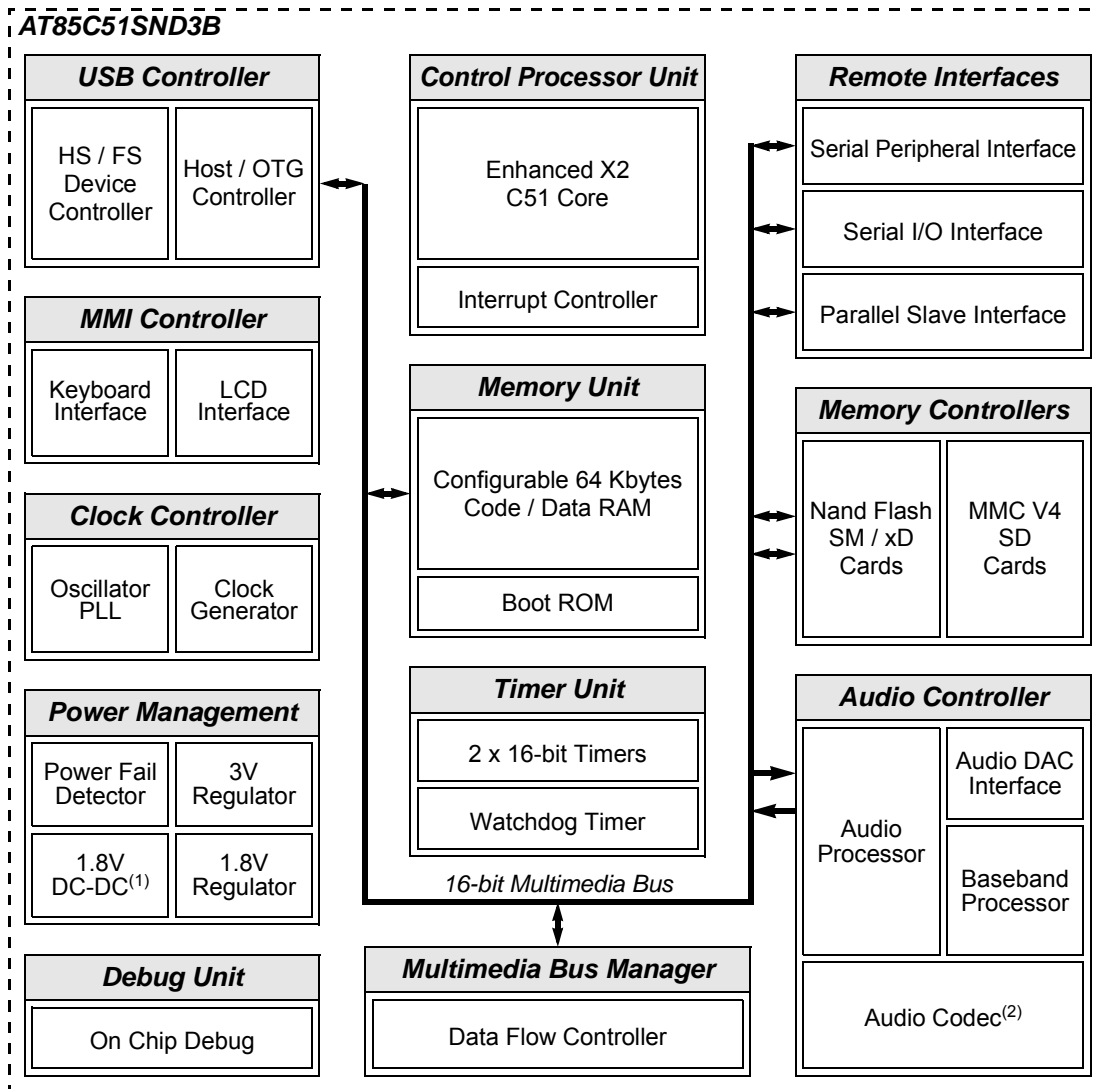 AT85C51SND3B
USB Controller
HS / FS
Device
Controller
Host / OTG
Controller
MMI Controller
Keyboard
Interface
LCD
Interface
Clock Controller
Oscillator
PLL
Clock
Generator
Power Management
Power Fail
Detector
3V
Regulator
1.8V
DC-DC(1)
1.8V
Regulator
Debug Unit
On Chip Debug
Control Processor Unit
Enhanced X2
C51 Core
Interrupt Controller
Memory Unit
Configurable 64 Kbytes
Code / Data RAM
Boot ROM
Timer Unit
2 x 16-bit Timers
Watchdog Timer
16-bit Multimedia Bus
Multimedia Bus Manager
Data Flow Controller
Remote Interfaces
Serial Peripheral Interface
Serial I/O Interface
Parallel Slave Interface
Memory Controllers
Nand Flash
SM / xD
Cards
MMC V4
SD
Cards
Audio Controller
Audio
Processor
Audio DAC
Interface
Baseband
Processor
Audio Codec(2)